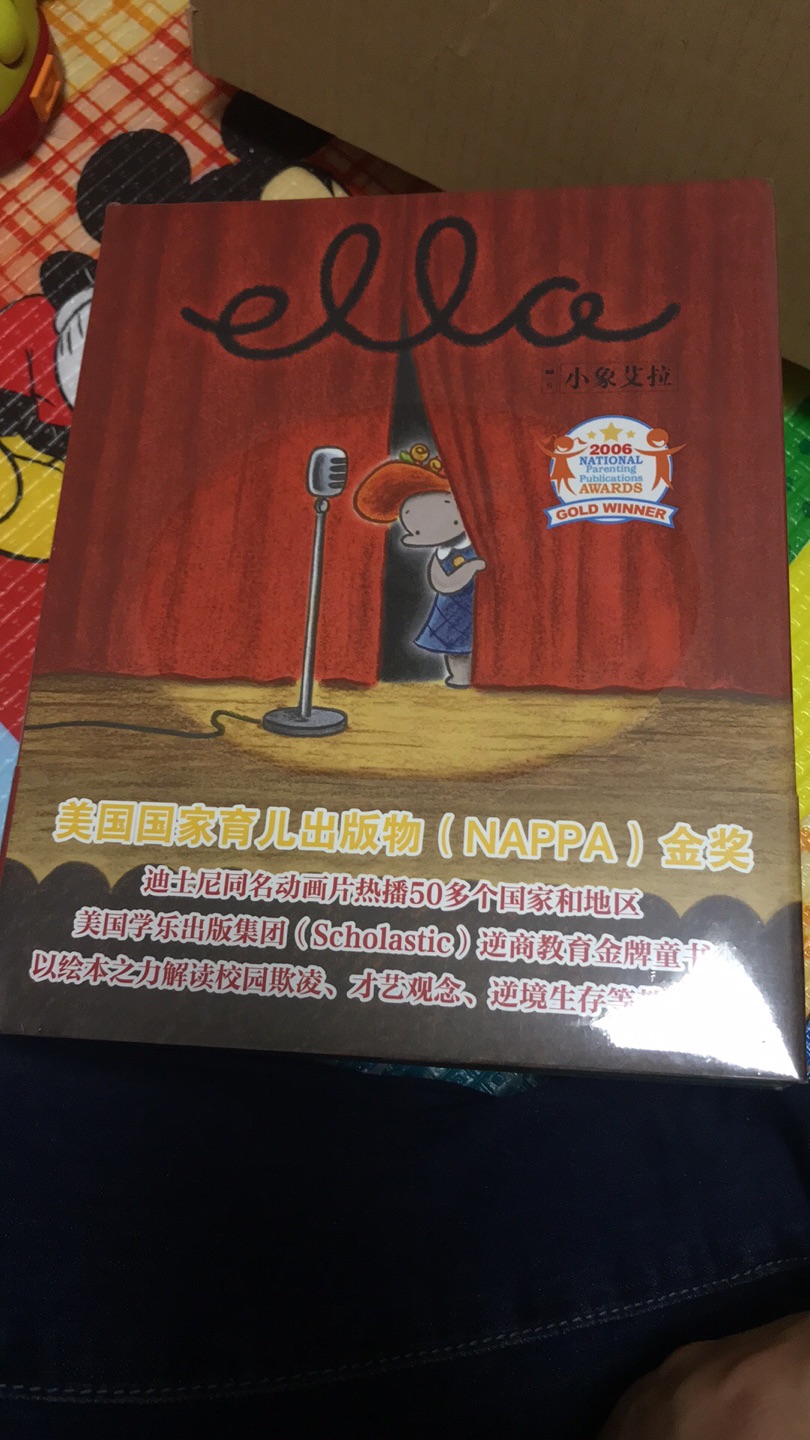 ella
小象艾拉
2006
NATIONAL
Parenting
Publications
AWARDS
GOLD WINNER
美国国家育儿出版物（NAPPA）金奖
迪士尼同名动画片热播50多个国家和地区
美国学乐出版集团（Scholastic）逆商教育金牌童书
以绘本之力解读校园欺凌、才艺观念、逆境生存等